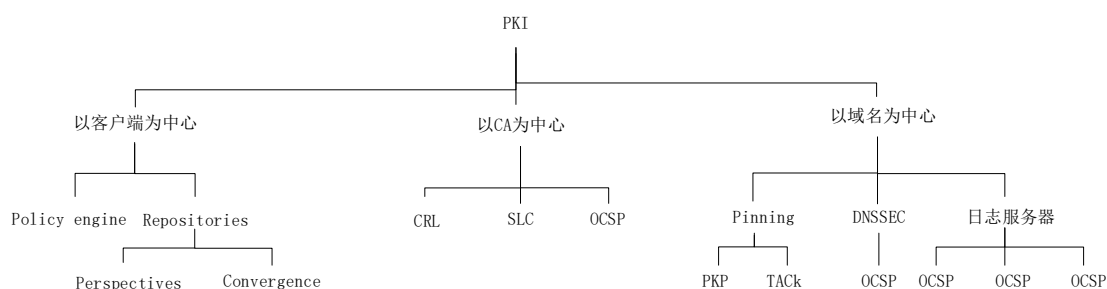 PKI
以客户端为中心
以CA为中心
以域名为中心
Policy engine
Repositories
CRL
SLC
OCSP
Pinning
DNSSEC
日志服务器
Perspectives
Convergence
PKP
TACk
OCSP
OCSP
OCSP
OCSP